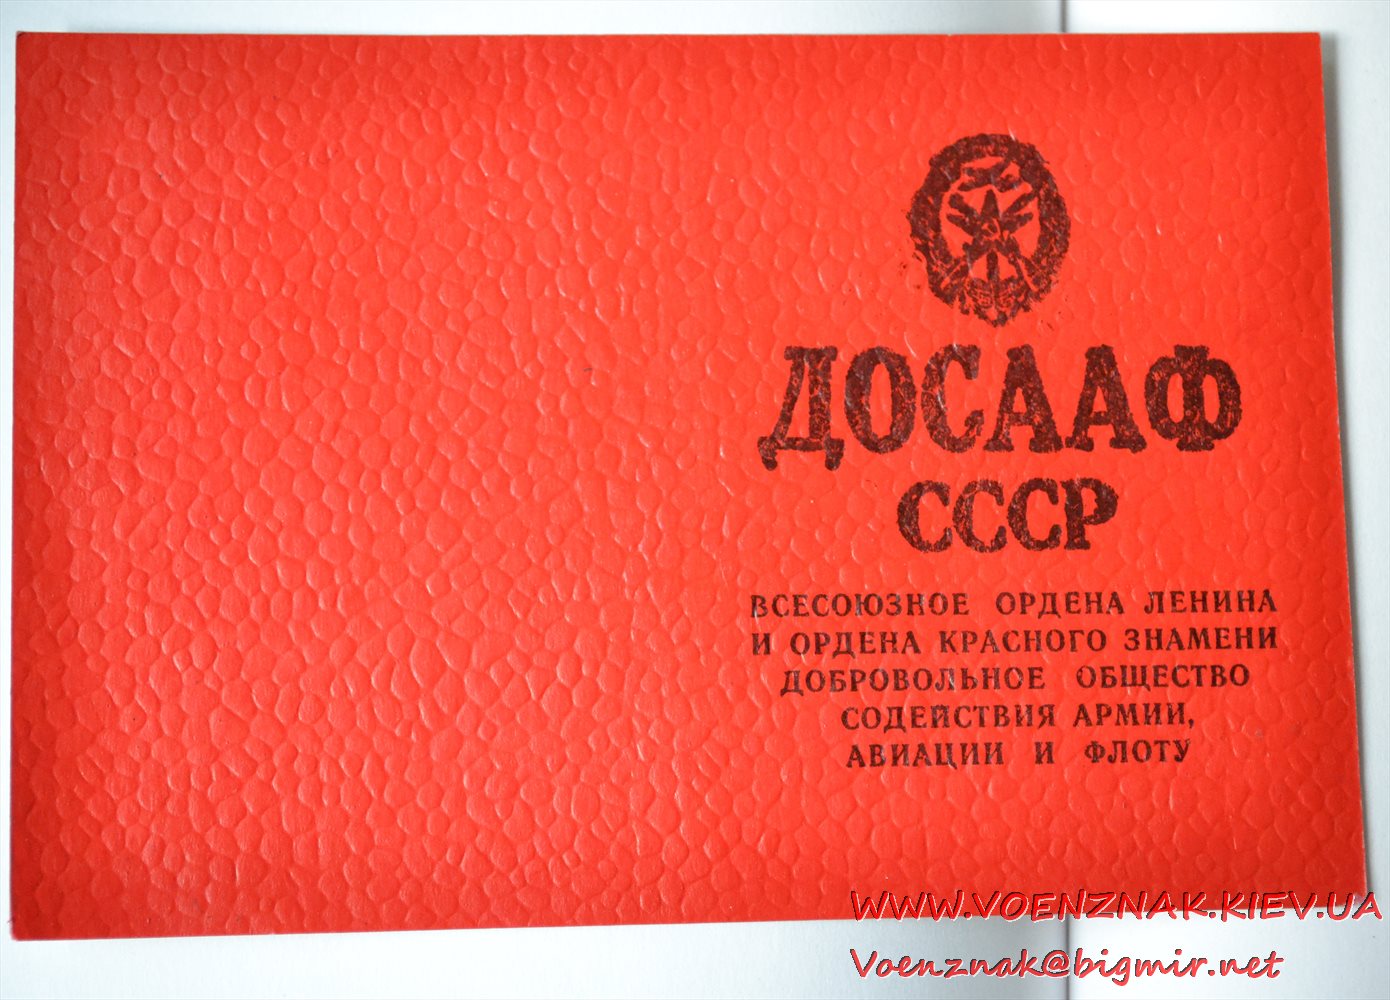 ДОСААФ
СССР
ВСЕСОЮЗНОЕ ОРДЕНА ЛЕНИНА
И ОРДЕНА КРАСНОГО ЗНАМЕНИ
ДОБРОВОЛЬНОЕ ОБЩЕСТВО
СОДЕЙСТВИЯ АРМИИ,
АВИАЦИИ И ФЛОТУ
WWW.VOENZNAK.KIEV.UA
Voenznak@bigmir.net